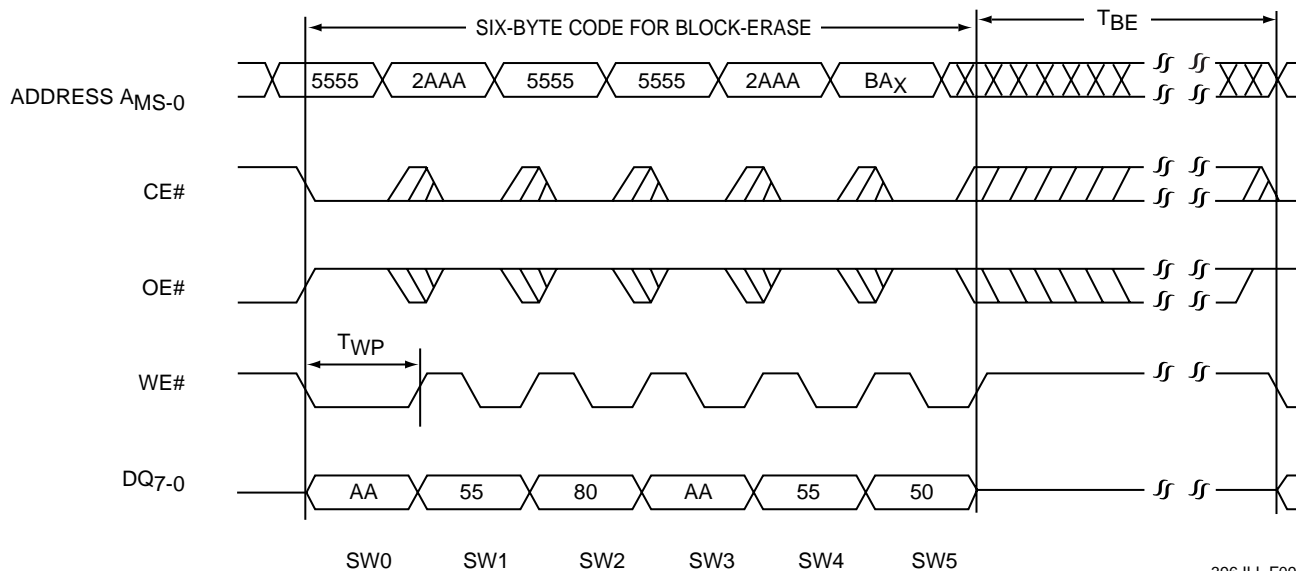 SIX-BYTE CODE FOR BLOCK-ERASE
TBE
ADDRESS AMS-0
5555 2AAA 5555 5555 2AAA BAX
CE#
OE#
TWP
WE#
DQ7-0
AA 55 80 AA 55 50
SW0 SW1 SW2 SW3 SW4 SW5